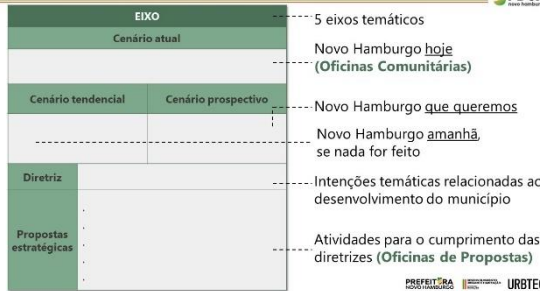 EIXO
Cenário atual
Cenário tendencial
Cenário prospectivo
Diretriz
Propostas
estratégicas
5 eixos temáticos
Novo Hamburgo hoje
(Oficinas Comunitárias)
Novo Hamburgo que queremos
Novo Hamburgo amanhã,
se nada for feito
Intenções temáticas relacionadas ao
desenvolvimento do município
Atividades para o cumprimento das
diretrizes (Oficinas de Propostas)
PREFEITURA
NOVO HAMBURGO
URBTEC